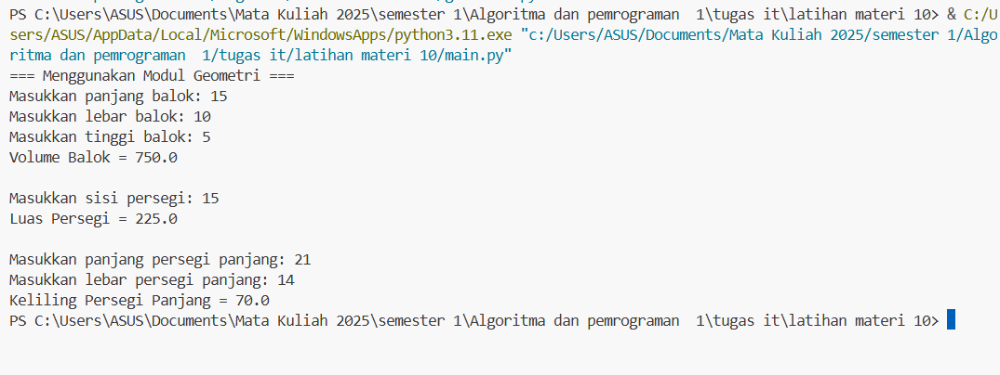 PS C:\Users\ASUS\Documents\Mata Kuliah 2025\semester 1\Algoritma dan pemrograman  1\tugas it\latihan materi 10> & C:/U
sers/ASUS/AppData/Local/Microsoft/WindowsApps/python3.11.exe "c:/Users/ASUS/Documents/Mata Kuliah 2025/semester 1/Algo
ritma dan pemrograman  1/tugas it/latihan materi 10/main.py"
=== Menggunakan Modul Geometri ===
Masukkan panjang balok: 15
Masukkan lebar balok: 10
Masukkan tinggi balok: 5
Volume Balok = 750.0

Masukkan sisi persegi: 15
Luas Persegi = 225.0

Masukkan panjang persegi panjang: 21
Masukkan lebar persegi panjang: 14
Keliling Persegi Panjang = 70.0
PS C:\Users\ASUS\Documents\Mata Kuliah 2025\semester 1\Algoritma dan pemrograman  1\tugas it\latihan materi 10>